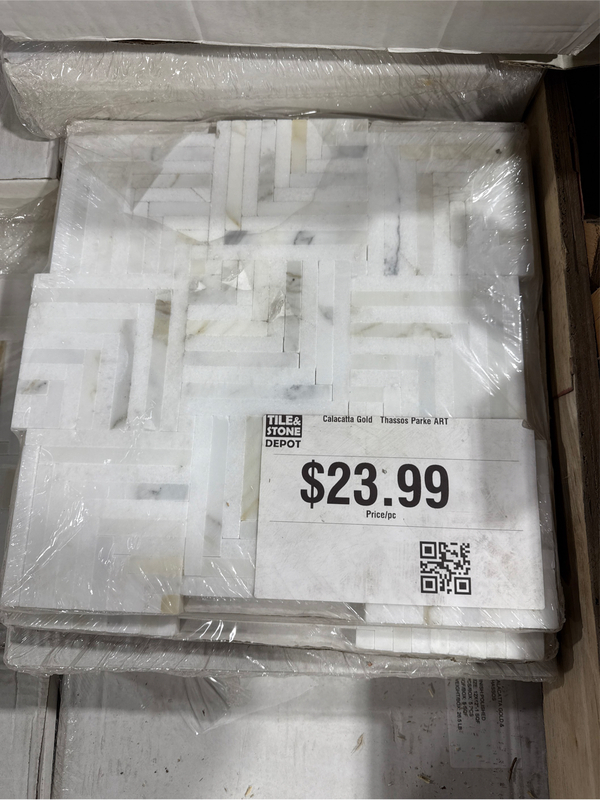 TILE&
STONE
DEPOT
Calacatta Gold Thassos Parke ART
$23.99
Price/pc